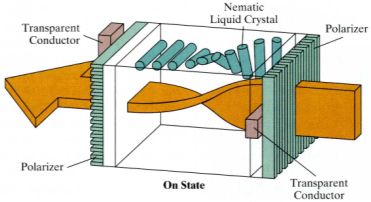 Nematic
Liquid Crystal
Transparent
Conductor
Polarizer
Polarizer
On State
Transparent
Conductor